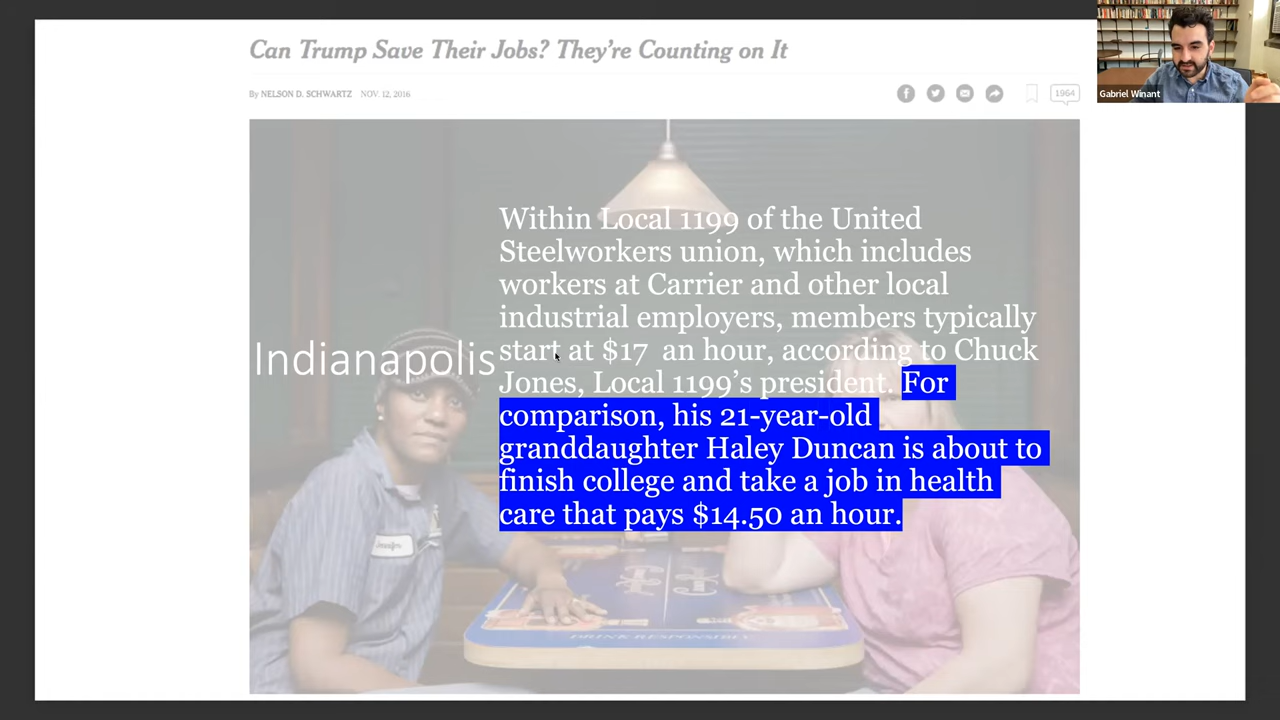 Can Trump Save Their Jobs? They're Counting on It
By NELSON D. SCHWARTZ NOV. 12, 2016
1964
Gabriel Winant
Indianapolis
Within Local 1199 of the United
Steelworkers union, which includes
workers at Carrier and other local
industrial employers, members typically
start at $17 an hour, according to Chuck
Jones, Local 1199's president. For
comparison, his 21-year-old
granddaughter Haley Duncan is about to
finish college and take a job in health
care that pays $14.50 an hour.
DRINK RESPONSIBLY